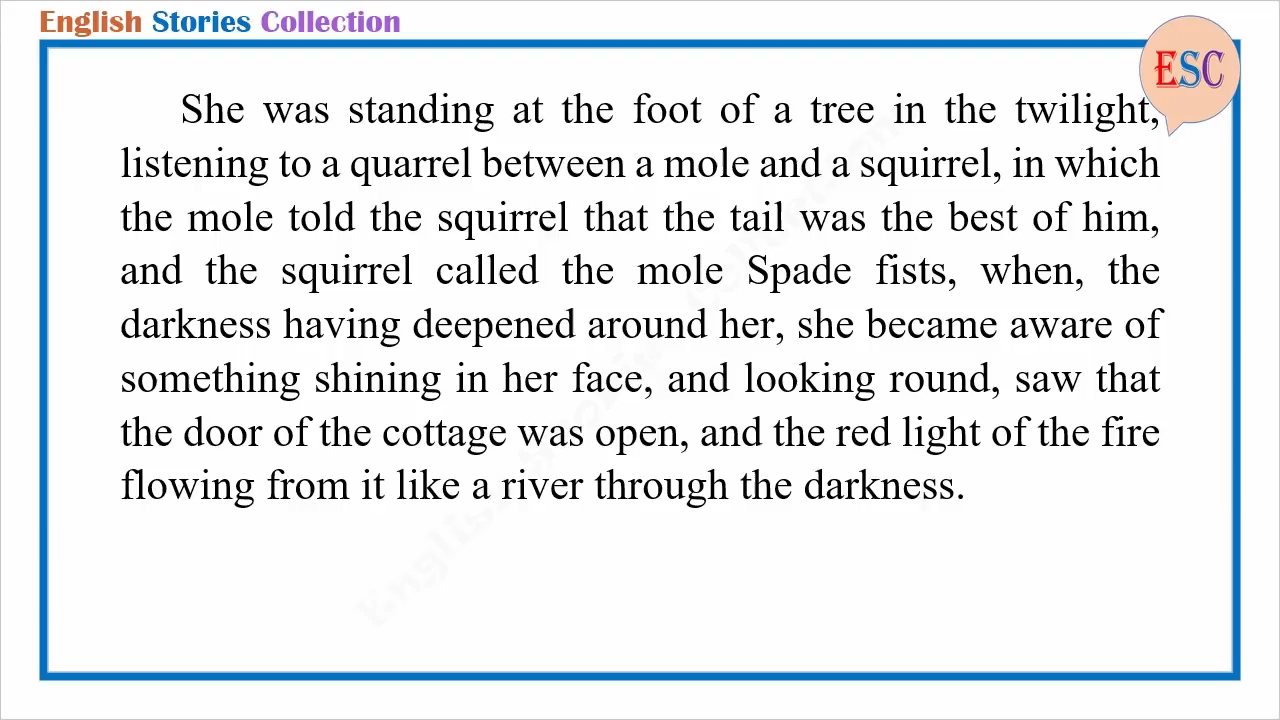 English Stories Collection
ESC
She was standing at the foot of a tree in the twilight,
listening to a quarrel between a mole and a squirrel, in which
the mole told the squirrel that the tail was the best of him,
and the squirrel called the mole Spade fists, when, the
darkness having deepened around her, she became aware of
something shining in her face, and looking round, saw that
the door of the cottage was open, and the red light of the fire
flowing from it like a river through the darkness.